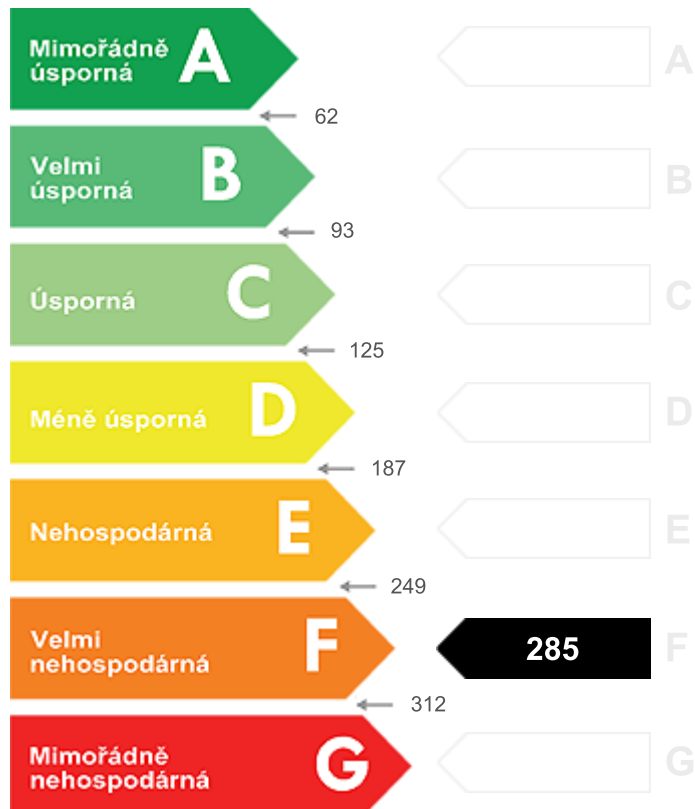 Mimořádně
úsporná
A
A
62
Velmi
úsporná
B
B
93
Úsporná
C
C
125
Méně úsporná
D
D
187
Nehospodárná
E
E
249
Velmi
nehospodárná
F
285
F
312
Mimořádně
nehospodárná
G
G